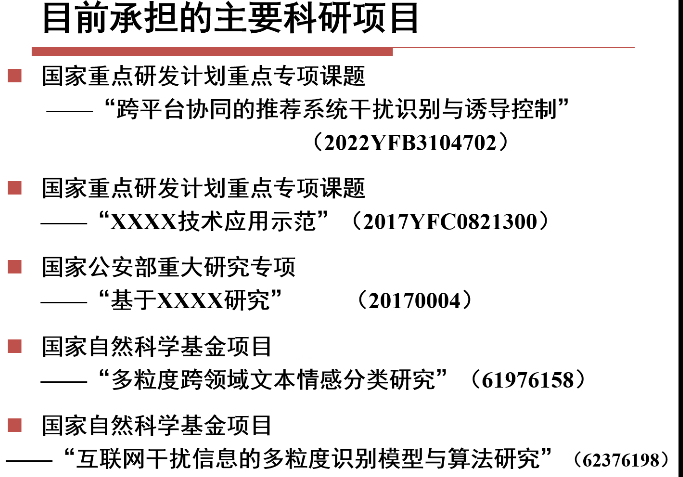 目前承担的主要科研项目
国家重点研发计划重点专项课题
——“跨平台协同的推荐系统干扰识别与诱导控制”
（2022YFB3104702）
国家重点研发计划重点专项课题
——“XXXX技术应用示范”（2017YFC0821300）
国家公安部重大研究专项
——“基于XXXX研究” （20170004）
国家自然科学基金项目
——“多粒度跨领域文本情感分类研究”（61976158）
国家自然科学基金项目
——“互联网干扰信息的多粒度识别模型与算法研究”（62376198）